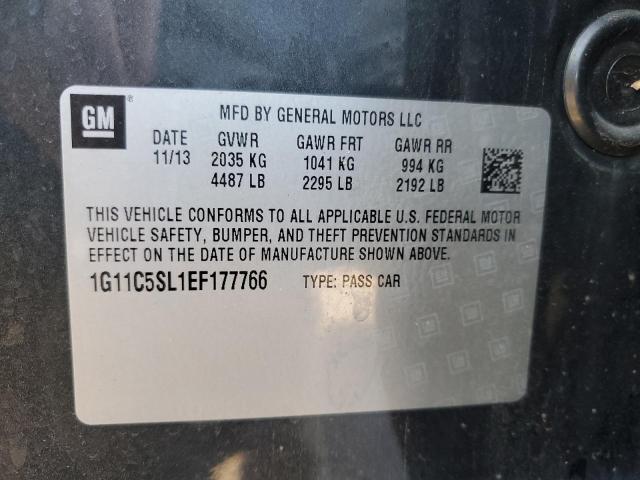 GM ®
MFD BY GENERAL MOTORS LLC
DATE GVWR GAWR FRT GAWR RR
11/13 2035 KG 1041 KG 994 KG
4487 LB 2295 LB 2192 LB
THIS VEHICLE CONFORMS TO ALL APPLICABLE U.S. FEDERAL MOTOR
VEHICLE SAFETY, BUMPER, AND THEFT PREVENTION STANDARDS IN
EFFECT ON THE DATE OF MANUFACTURE SHOWN ABOVE.
1G11C5SL1EF177766 TYPE: PASS CAR